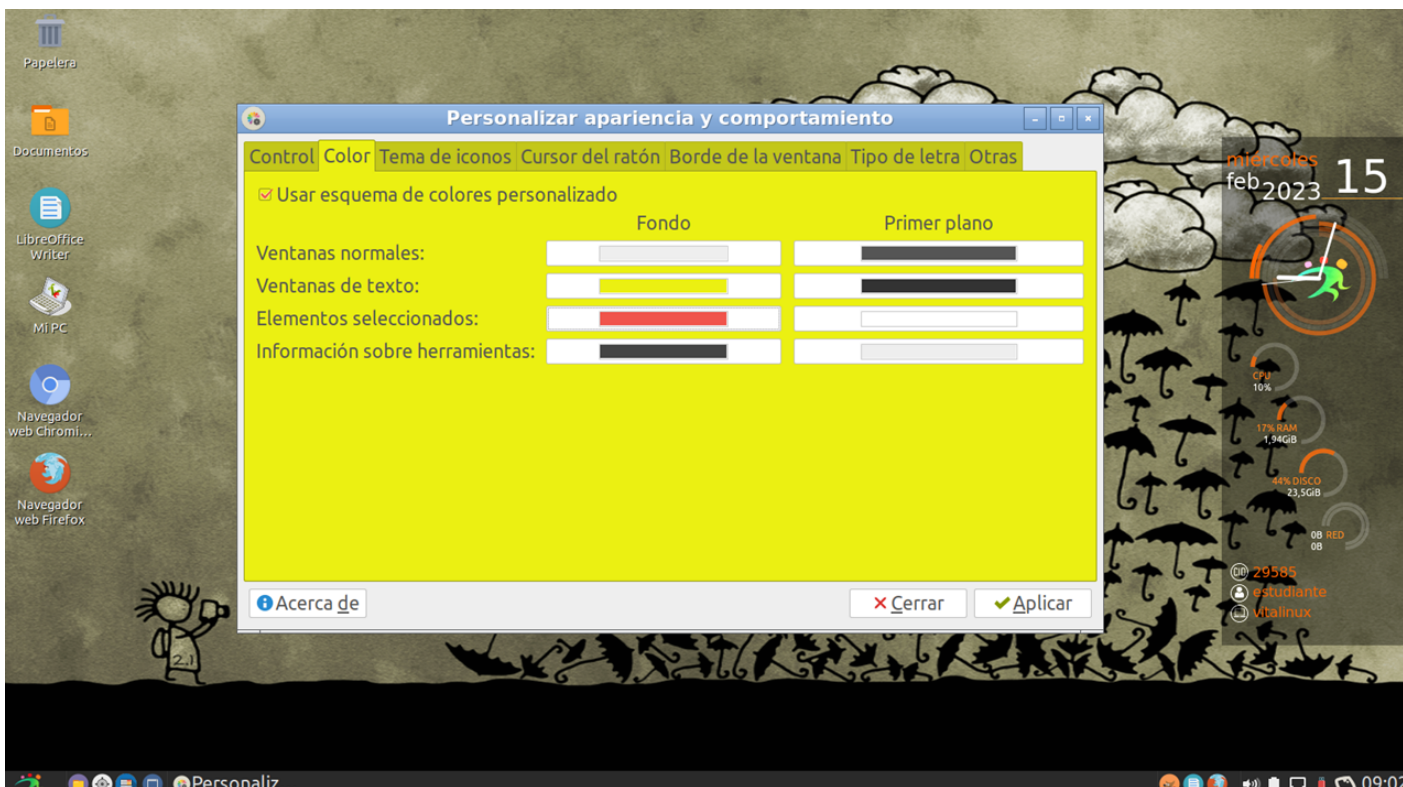 Papelera
Documentos
LibreOffice
Writer
Mi PC
Navegador
web Chromi...
Navegador
web Firefox
Personalizar apariencia y comportamiento
Control Color Tema de iconos Cursor del ratón Borde de la ventana Tipo de letra Otras
Usar esquema de colores personalizado
Fondo Primer plano
Ventanas normales:
Ventanas de texto:
Elementos seleccionados:
Información sobre herramientas:
Acerca de Cerrar Aplicar
miércoles
feb 2023 15
CPU
10%
17% RAM
1,94GiB
44% DISCO
23,5GiB
0B RED
0B
29585
estudiante
vitalinux
2.1
Personaliz
09:02